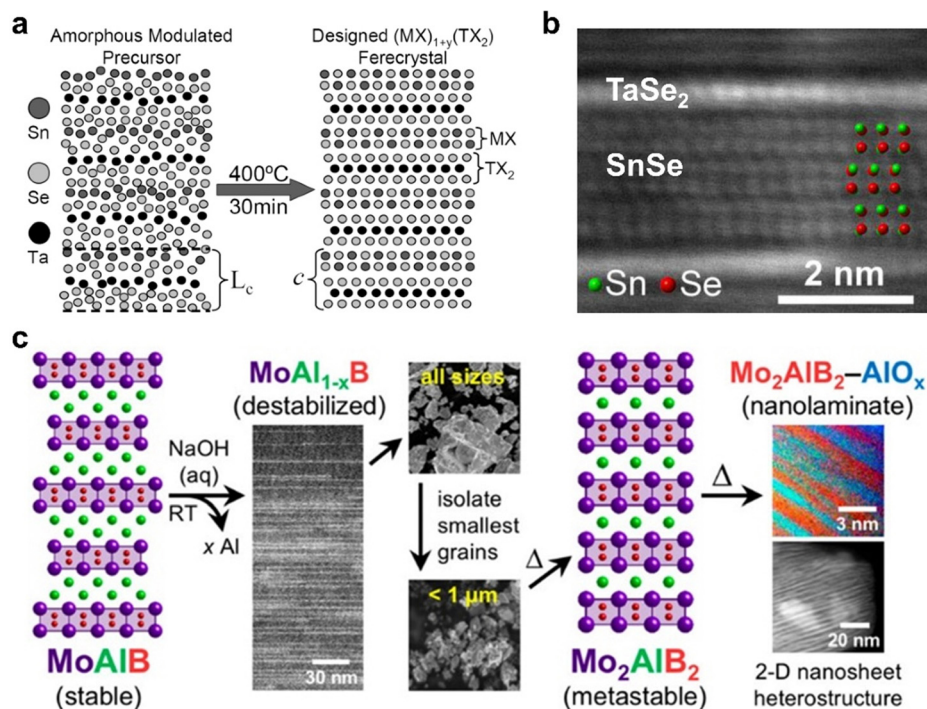 a
Amorphous Modulated
Precursor
Designed (MX)₁₊ᵧ(TX₂)
Ferecrystal
Sn
Se
Ta
400ºC
30min
MX
TX₂
L_c
c
b
TaSe₂
SnSe
Sn Se
2 nm
c
MoAlB
(stable)
NaOH
(aq)
RT
x Al
MoAl₁₋ₓB
(destabilized)
30 nm
all sizes
isolate
smallest
grains
< 1 µm
Δ
Mo₂AlB₂
(metastable)
Δ
Mo₂AlB₂–AlOₓ
(nanolaminate)
3 nm
20 nm
2-D nanosheet
heterostructure